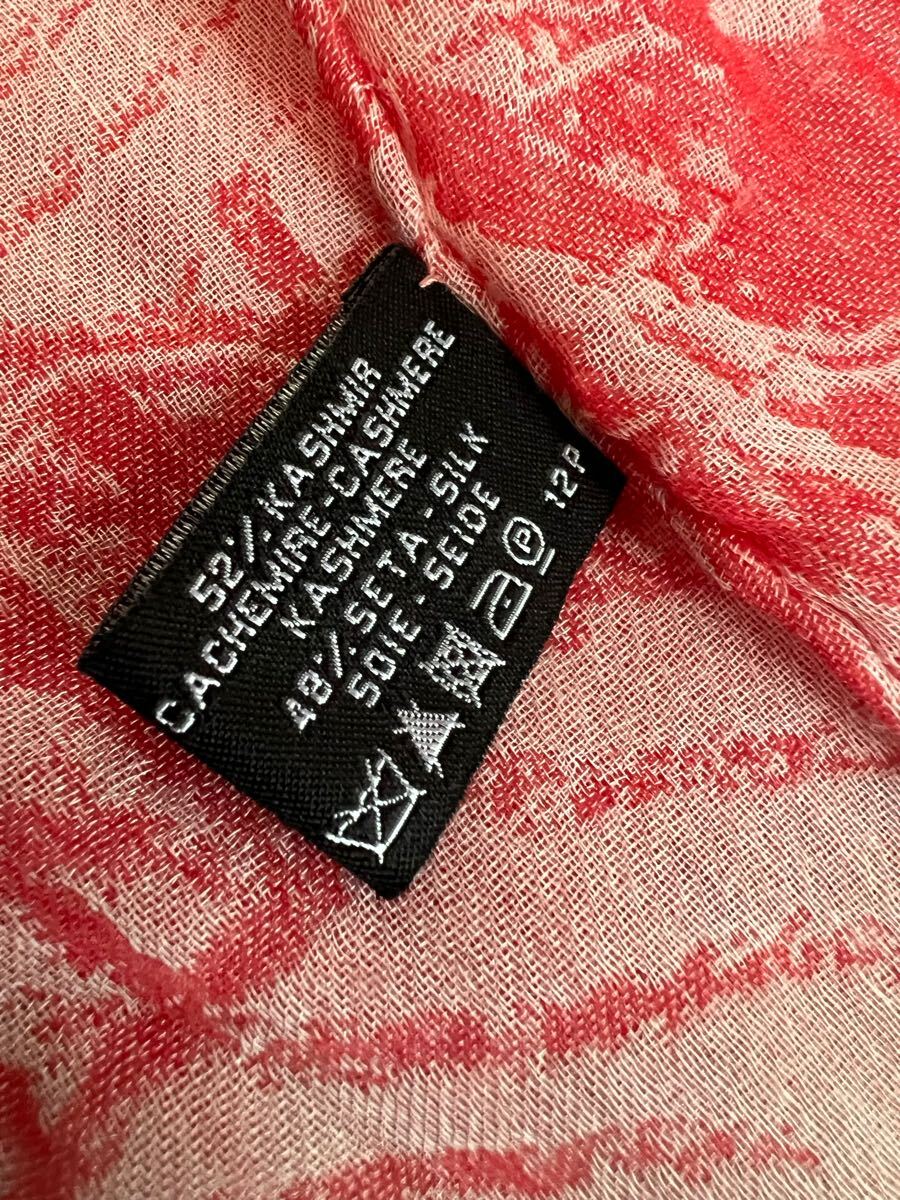 52% KASHMIR
CACHEMIRE-CASHMERE
KASHMERE
48% SETA - SILK
SOIE - SEIDE
P 12P